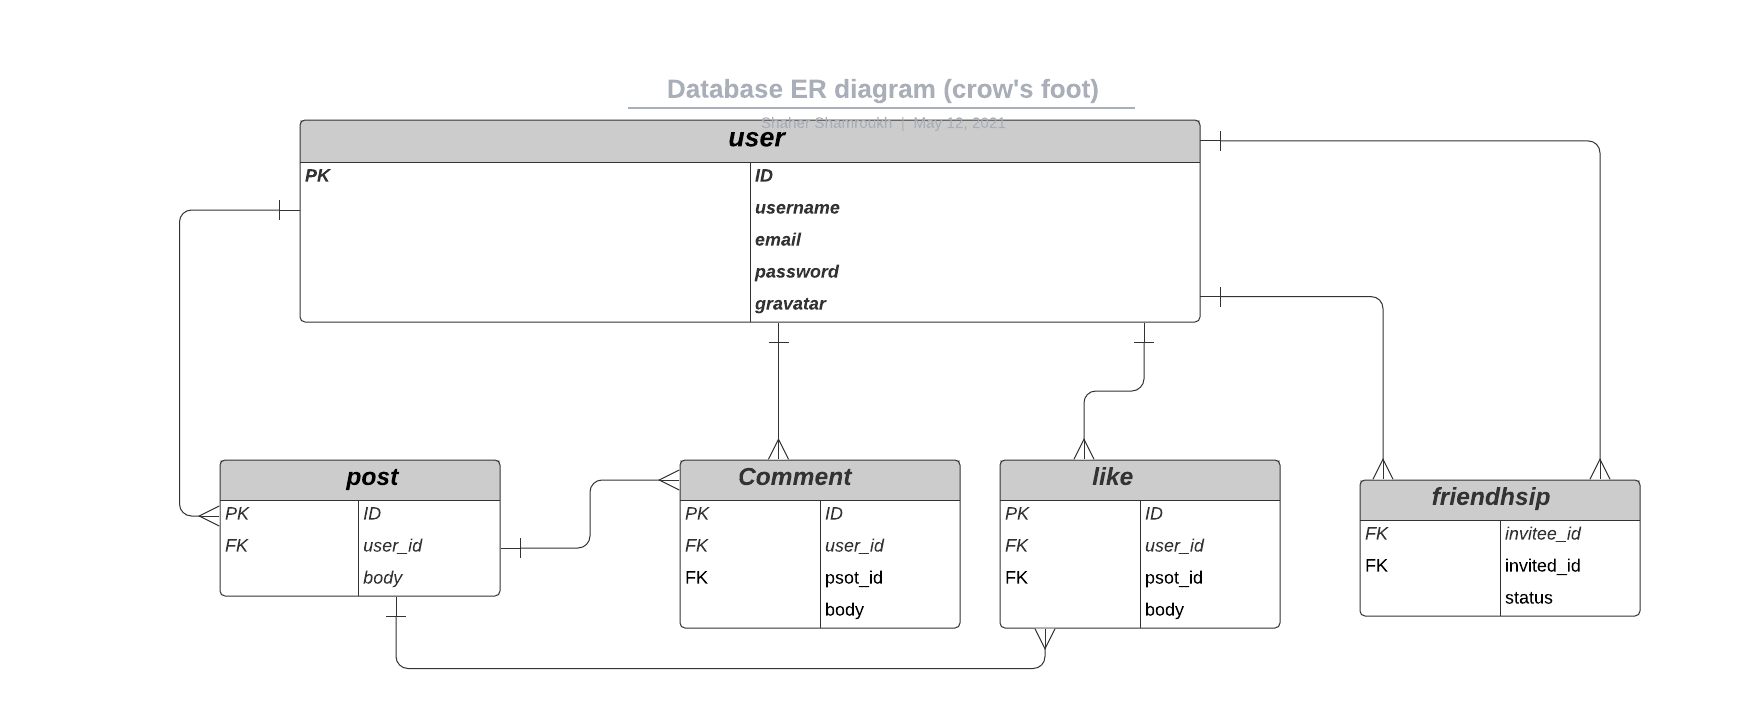 Database ER diagram (crow's foot)
Shaher Shamroukh | May 12, 2021
user
PK ID
username
email
password
gravatar
post
PK ID
FK user_id
body
Comment
PK ID
FK user_id
FK psot_id
body
like
PK ID
FK user_id
FK psot_id
body
friendhsip
FK invitee_id
FK invited_id
status